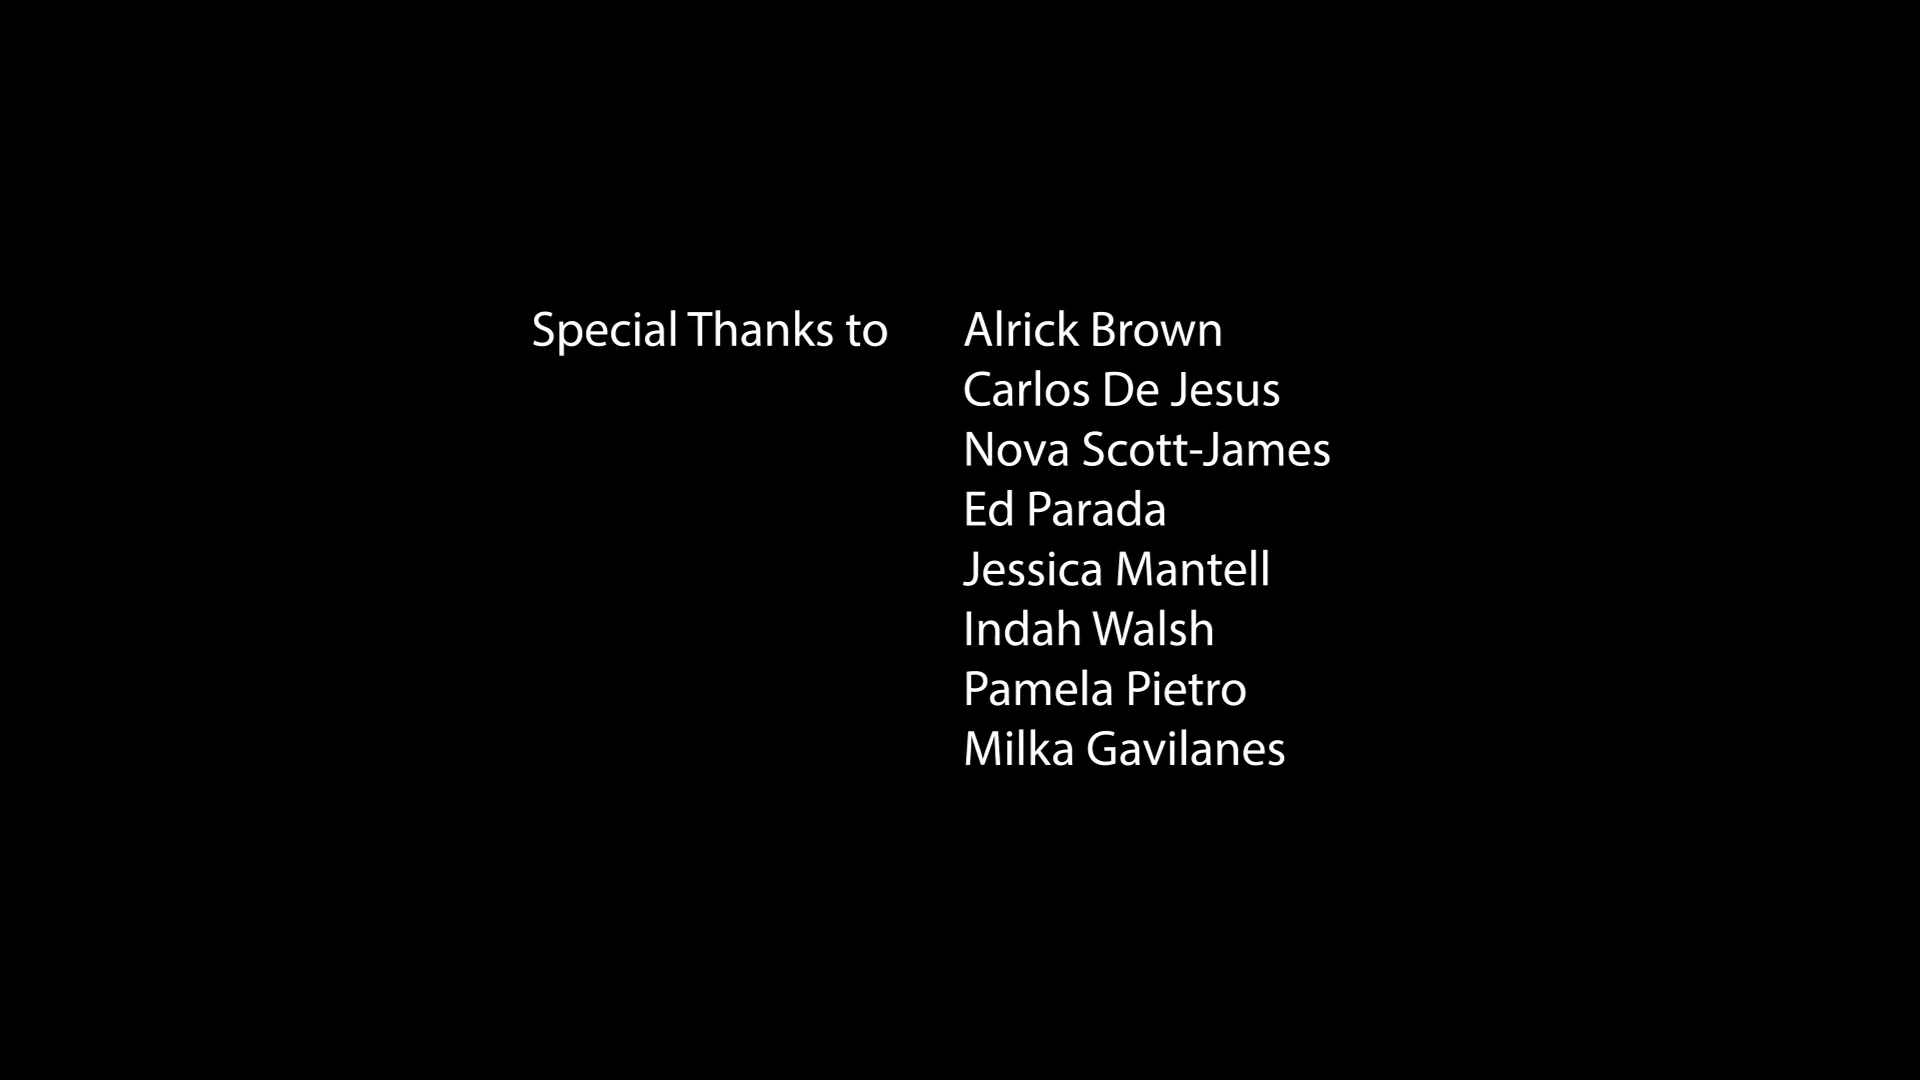 Special Thanks to Alrick Brown
Carlos De Jesus
Nova Scott-James
Ed Parada
Jessica Mantell
Indah Walsh
Pamela Pietro
Milka Gavilanes